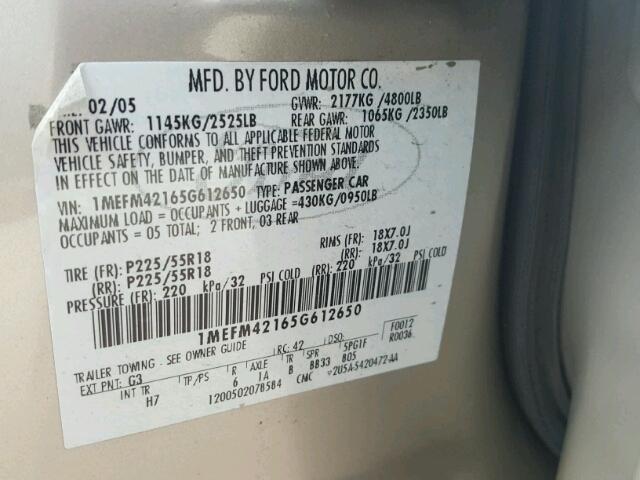 MFD. BY FORD MOTOR CO.
02/05 GVWR: 2177KG /4800LB
FRONT GAWR: 1145KG/2525LB REAR GAWR: 1065KG /2350LB
THIS VEHICLE CONFORMS TO ALL APPLICABLE FEDERAL MOTOR
VEHICLE SAFETY, BUMPER, AND THEFT PREVENTION STANDARDS
IN EFFECT ON THE DATE OF MANUFACTURE SHOWN ABOVE.
VIN: 1MEFM42165G612650 TYPE: PASSENGER CAR
MAXIMUM LOAD = OCCUPANTS + LUGGAGE =430KG/0950LB
OCCUPANTS = 05 TOTAL; 2 FRONT, 03 REAR
TIRE (FR): P225/55R18 RIMS (FR): 18X7.0J
(RR): P225/55R18 (RR): 18X7.0J
PRESSURE (FR): 220 kPa/32 PSI COLD (RR): 220 kPa/32 PSI COLD
1MEFM42165G612650
TRAILER TOWING - SEE OWNER GUIDE RC: 42 DSO: F0012
R0036
EXT PNT: G3 TP/PS R AXLE TR SPR 5PG1F
INT TR 6 1A B BB33 B05
H7 12005020785B4 CMC 2U5A-5420472-AA